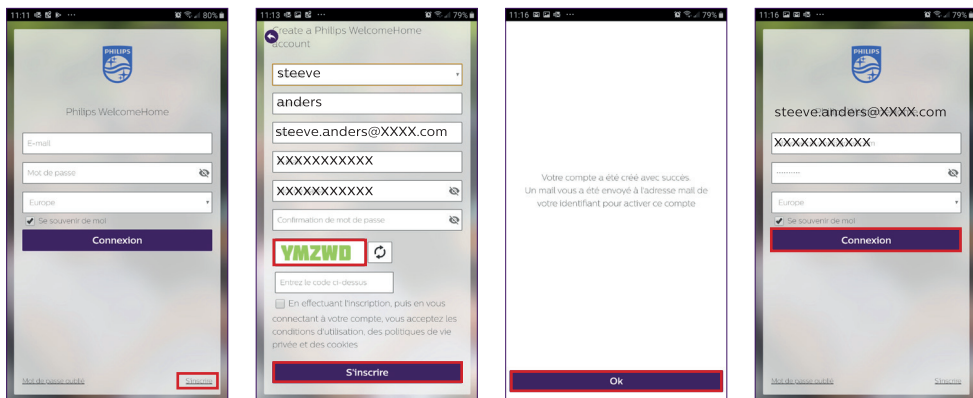 11:11 ... 80%
PHILIPS
Philips WelcomeHome
E-mail
Mot de passe
Europe
Se souvenir de moi
Connexion
Mot de passe oublié
S'inscrire
11:13 ... 79%
Create a Philips WelcomeHome
account
steeve
anders
steeve.anders@XXXX.com
XXXXXXXXXXX
XXXXXXXXXXX
Confirmation de mot de passe
YMZWD
Entrez le code ci-dessus
En effectuant l'inscription, puis en vous
connectant à votre compte, vous acceptez les
conditions d'utilisation, des politiques de vie
privée et des cookies
S'inscrire
11:16 ... 79%
Votre compte a été créé avec succès.
Un mail vous a été envoyé à l'adresse mail de
votre identifiant pour activer ce compte
Ok
11:16 ... 79%
PHILIPS
steeve.anders@XXXX.com
XXXXXXXXXXX
Europe
Se souvenir de moi
Connexion
Mot de passe oublié
S'inscrire